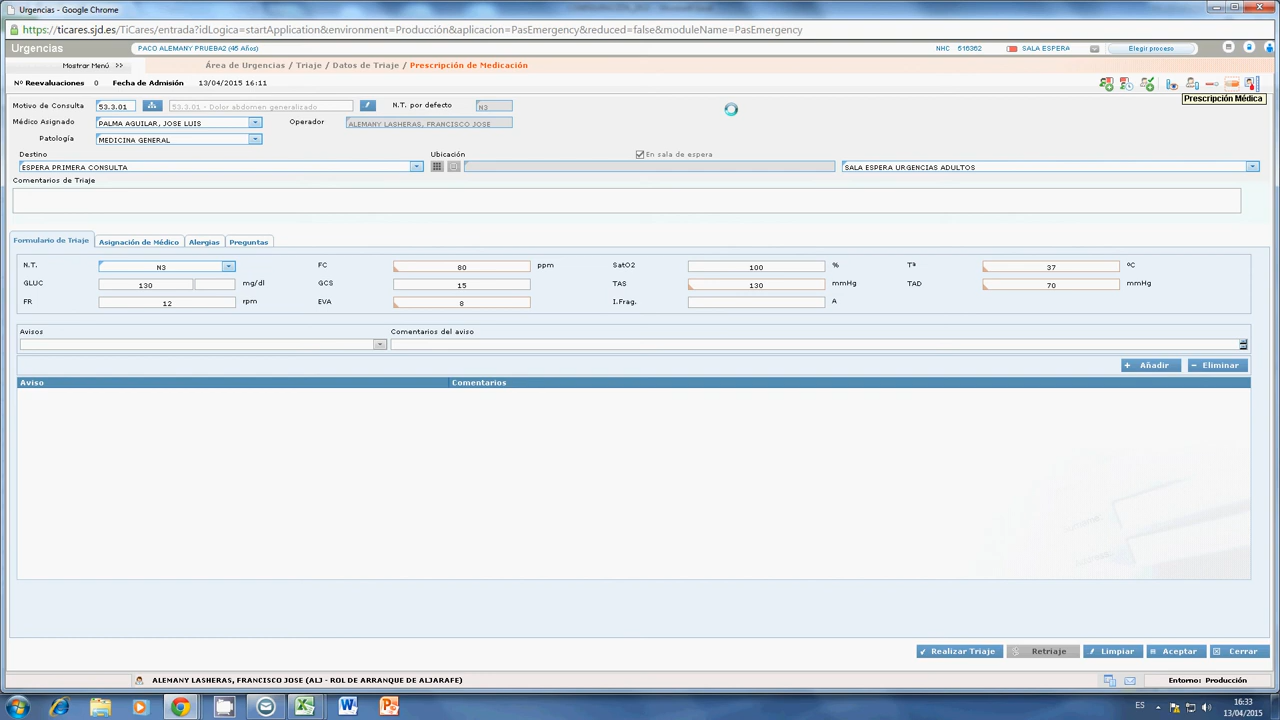 Urgencias - Google Chrome
https://ticares.sjd.es/TiCares/entrada?idLogica=startApplication&environment=Producción&aplicacion=PasEmergency&reduced=false&moduleName=PasEmergency
Urgencias PACO ALEMANY PRUEBA2 (45 Años) NHC 516362 SALA ESPERA Elegir proceso
Mostrar Menú >> Área de Urgencias / Triaje / Datos de Triaje / Prescripción de Medicación
Nº Reevaluaciones 0 Fecha de Admisión 13/04/2015 16:11
Prescripción Médica
Motivo de Consulta 53.3.01 53.3.01 - Dolor abdomen generalizado N.T. por defecto N3
Médico Asignado PALMA AGUILAR, JOSE LUIS Operador ALEMANY LASHERAS, FRANCISCO JOSE
Patología MEDICINA GENERAL
Destino Ubicación En sala de espera
ESPERA PRIMERA CONSULTA SALA ESPERA URGENCIAS ADULTOS
Comentarios de Triaje
Formulario de Triaje Asignación de Médico Alergias Preguntas
N.T. N3 FC 80 ppm SatO2 100 % Tª 37 ºC
GLUC 130 mg/dl GCS 15 TAS 130 mmHg TAD 70 mmHg
FR 12 rpm EVA 8 I.Frag. A
Avisos Comentarios del aviso
+ Añadir − Eliminar
Aviso Comentarios
Realizar Triaje Retriaje Limpiar Aceptar Cerrar
ALEMANY LASHERAS, FRANCISCO JOSE (ALJ - ROL DE ARRANQUE DE ALJARAFE) Entorno: Producción
ES 16:33
13/04/2015